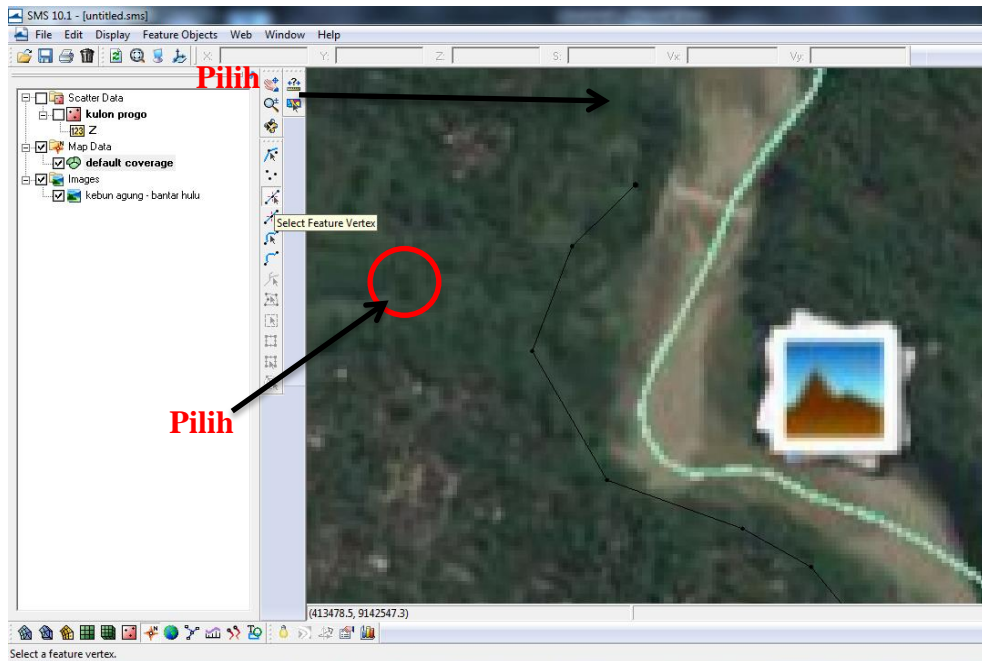 SMS 10.1 - [untitled.sms]
File Edit Display Feature Objects Web Window Help
X: Y: Z: S: Vx: Vy:
Pilih
Scatter Data
kulon progo
123 Z
Map Data
default coverage
Images
kebun agung - bantar hulu
Select Feature Vertex
Pilih
(413478.5, 9142547.3)
Select a feature vertex.